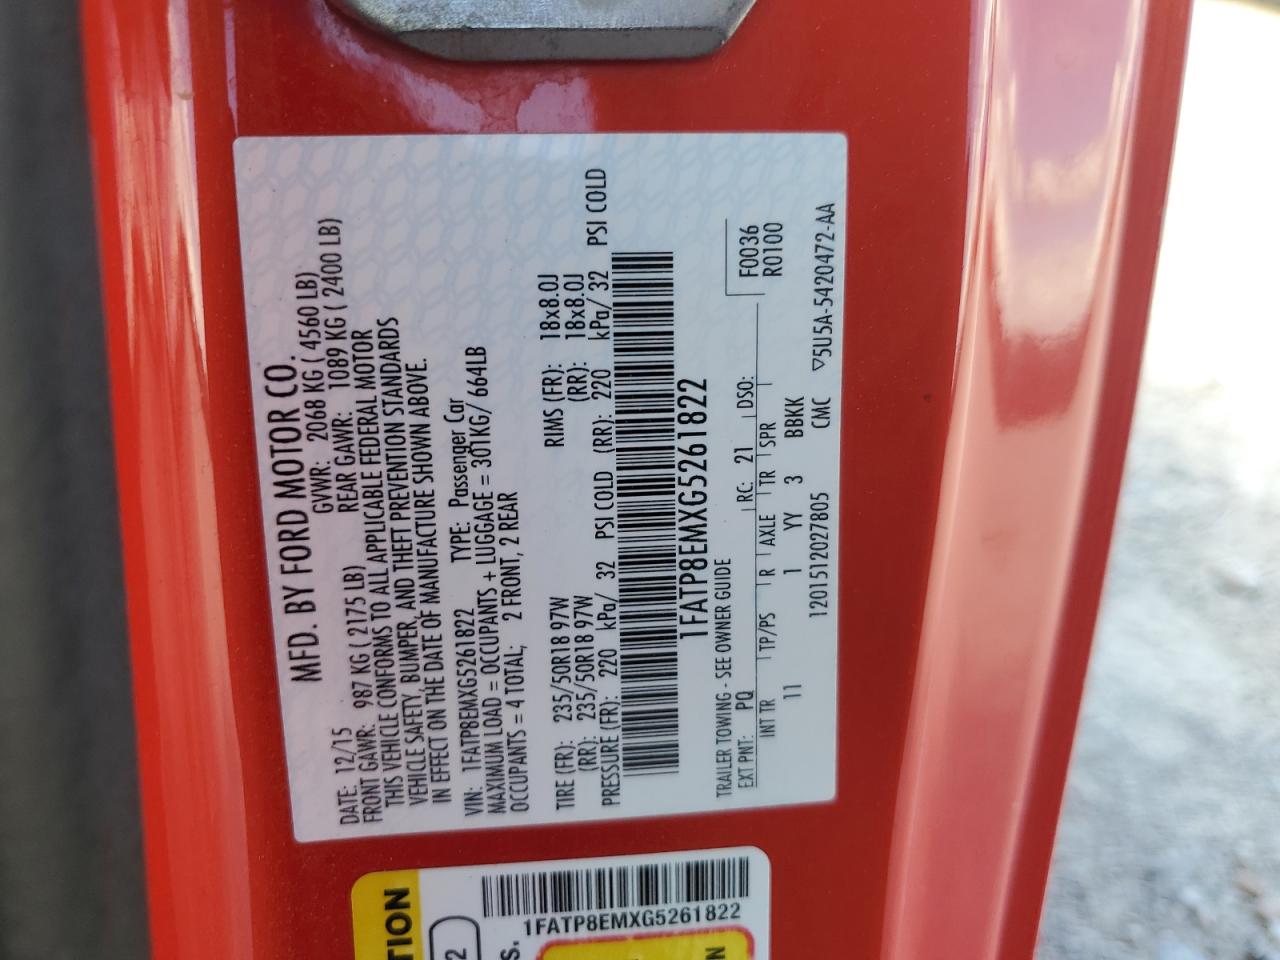 MFD. BY FORD MOTOR CO.
DATE: 12/15 GVWR: 2068 KG ( 4560 LB)
FRONT GAWR: 987 KG ( 2175 LB) REAR GAWR: 1089 KG ( 2400 LB)
THIS VEHICLE CONFORMS TO ALL APPLICABLE FEDERAL MOTOR
VEHICLE SAFETY, BUMPER, AND THEFT PREVENTION STANDARDS
IN EFFECT ON THE DATE OF MANUFACTURE SHOWN ABOVE.
VIN: 1FATP8EMXG5261822 TYPE: Passenger Car
MAXIMUM LOAD = OCCUPANTS + LUGGAGE = 301KG/ 664LB
OCCUPANTS = 4 TOTAL; 2 FRONT, 2 REAR
TIRE (FR): 235/50R18 97W RIMS (FR): 18x8.0J
(RR): 235/50R18 97W (RR): 18x8.0J
PRESSURE (FR): 220 kPa/ 32 PSI COLD (RR): 220 kPa/ 32 PSI COLD
1FATP8EMXG5261822
TRAILER TOWING - SEE OWNER GUIDE F0036
EXT PNT: PQ RC: 21 DSO: R0100
INT TR TP/PS R AXLE TR SPR
11 1 YY 3 BBKK
120151202 7805 CMC ▽5U5A-5420472-AA
TION
2
S.
1FATP8EMXG5261822
N